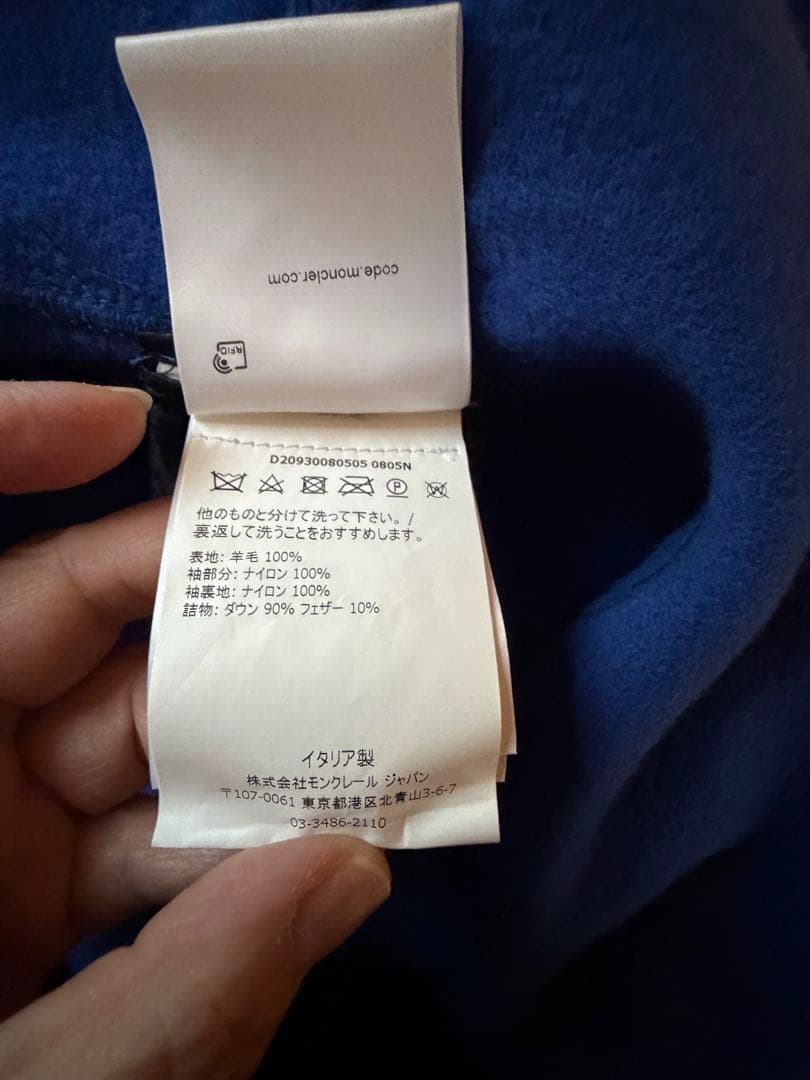 code.moncler.com
RFID
D20930080505 0805N
他のものと分けて洗って下さい。/
裏返して洗うことをおすすめします。
表地: 羊毛 100%
袖部分: ナイロン 100%
袖裏地: ナイロン 100%
詰物: ダウン 90% フェザー 10%
イタリア製
株式会社モンクレール ジャパン
〒107-0061 東京都港区北青山3-6-7
03-3486-2110